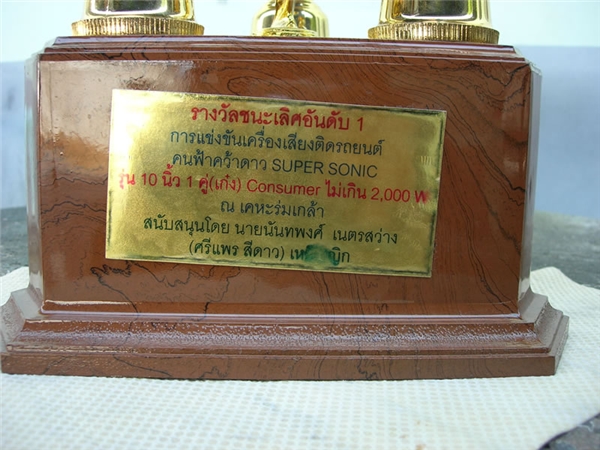 รางวัลชนะเลิศอันดับ 1
การแข่งขันเครื่องเสียงติดรถยนต์
คนฟ้าคว้าดาว SUPER SONIC
รุ่น 10 นิ้ว 1 คู่(เก๋ง) Consumer ไม่เกิน 2,000 W
ณ เคหะร่มเกล้า
สนับสนุนโดย นายนันทพงศ์ เนตรสว่าง
(ศรีแพร สีดาว)